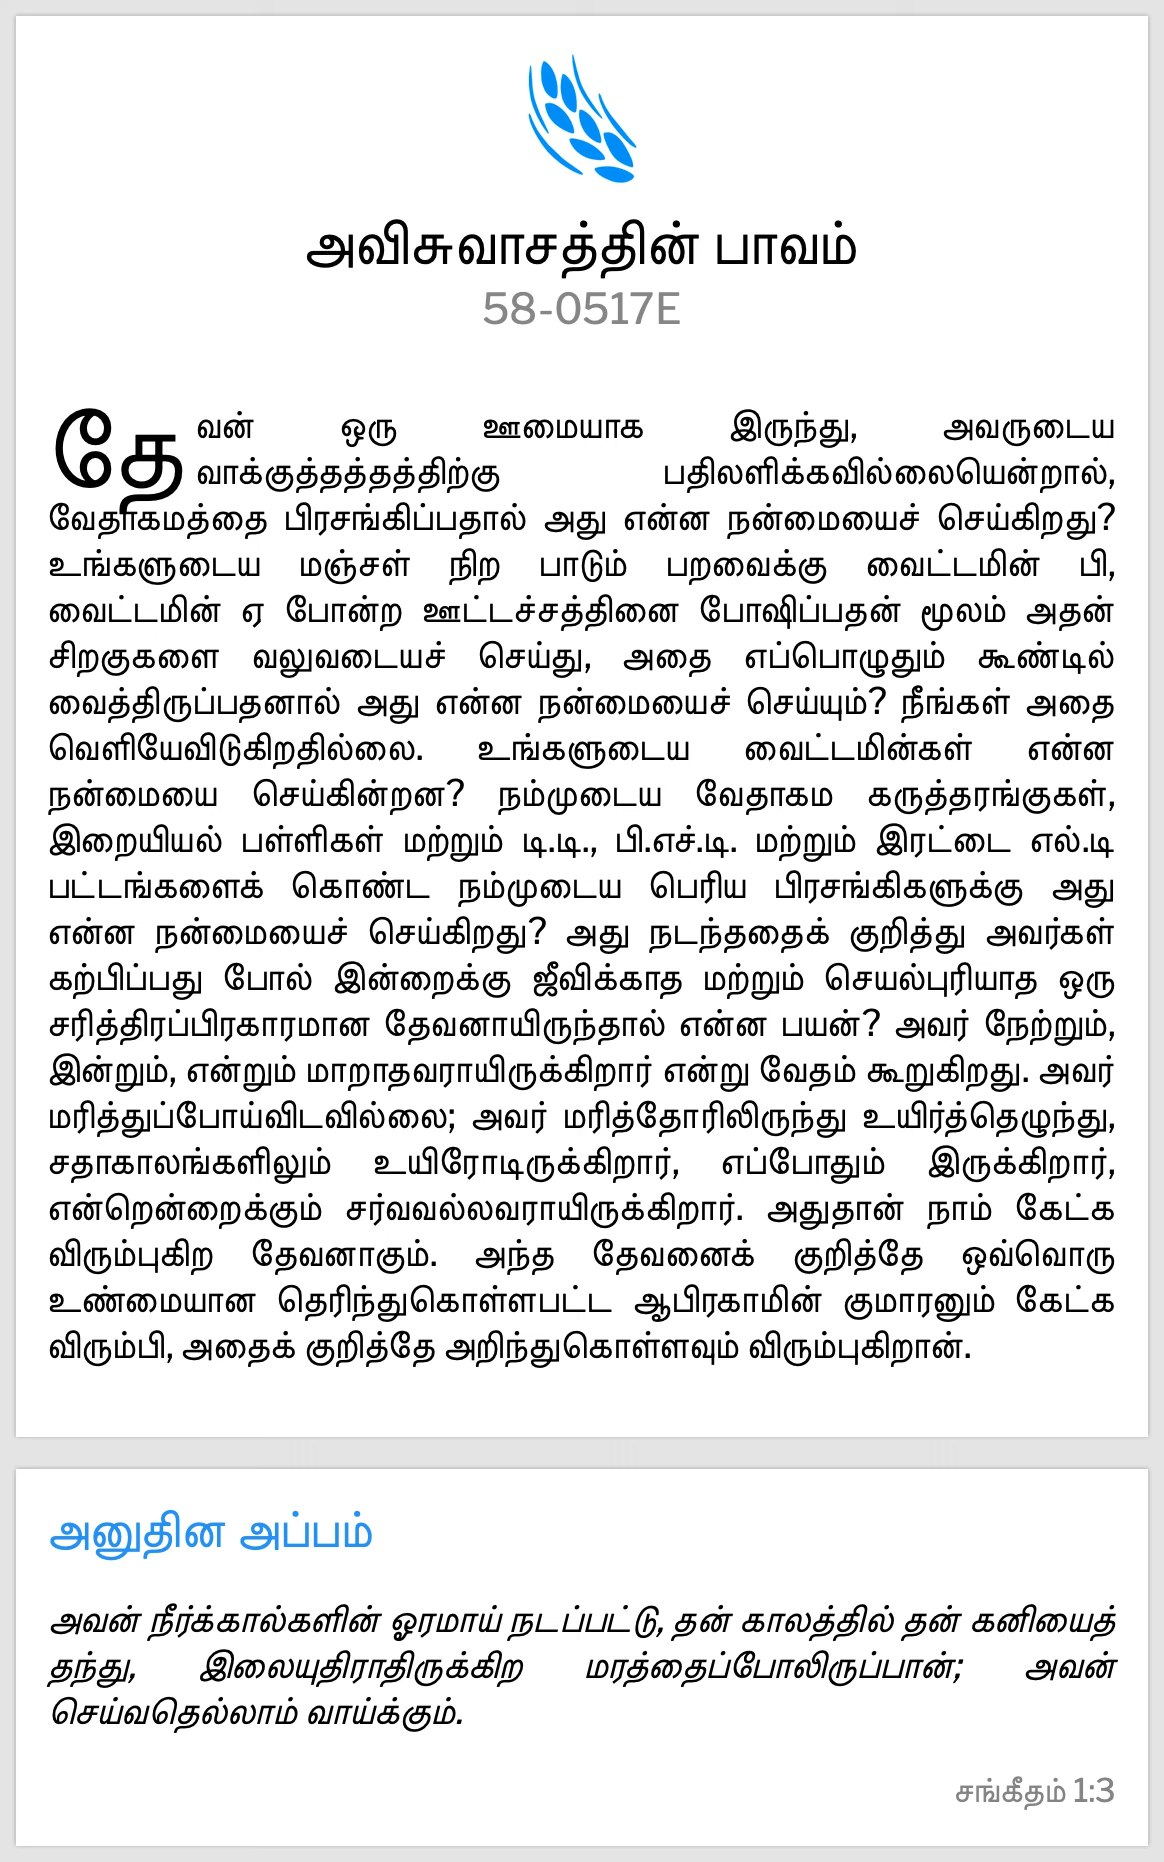 அவிசுவாசத்தின் பாவம்
58-0517E
தேவன் ஒரு ஊமையாக இருந்து, அவருடைய
வாக்குத்தத்தத்திற்கு பதிலளிக்கவில்லையென்றால்,
வேதாகமத்தை பிரசங்கிப்பதால் அது என்ன நன்மையைச் செய்கிறது?
உங்களுடைய மஞ்சள் நிற பாடும் பறவைக்கு வைட்டமின் பி,
வைட்டமின் ஏ போன்ற ஊட்டச்சத்தினை போஷிப்பதன் மூலம் அதன்
சிறகுகளை வலுவடையச் செய்து, அதை எப்பொழுதும் கூண்டில்
வைத்திருப்பதனால் அது என்ன நன்மையைச் செய்யும்? நீங்கள் அதை
வெளியேவிடுகிறதில்லை. உங்களுடைய வைட்டமின்கள் என்ன
நன்மையை செய்கின்றன? நம்முடைய வேதாகம கருத்தரங்குகள்,
இறையியல் பள்ளிகள் மற்றும் டி.டி., பி.எச்.டி. மற்றும் இரட்டை எல்.டி
பட்டங்களைக் கொண்ட நம்முடைய பெரிய பிரசங்கிகளுக்கு அது
என்ன நன்மையைச் செய்கிறது? அது நடந்ததைக் குறித்து அவர்கள்
கற்பிப்பது போல் இன்றைக்கு ஜீவிக்காத மற்றும் செயல்புரியாத ஒரு
சரித்திரப்பிரகாரமான தேவனாயிருந்தால் என்ன பயன்? அவர் நேற்றும்,
இன்றும், என்றும் மாறாதவராயிருக்கிறார் என்று வேதம் கூறுகிறது. அவர்
மரித்துப்போய்விடவில்லை; அவர் மரித்தோரிலிருந்து உயிர்த்தெழுந்து,
சதாகாலங்களிலும் உயிரோடிருக்கிறார், எப்போதும் இருக்கிறார்,
என்றென்றைக்கும் சர்வவல்லவராயிருக்கிறார். அதுதான் நாம் கேட்க
விரும்புகிற தேவனாகும். அந்த தேவனைக் குறித்தே ஒவ்வொரு
உண்மையான தெரிந்துகொள்ளபட்ட ஆபிரகாமின் குமாரனும் கேட்க
விரும்பி, அதைக் குறித்தே அறிந்துகொள்ளவும் விரும்புகிறான்.
அனுதின அப்பம்
அவன் நீர்க்கால்களின் ஓரமாய் நடப்பட்டு, தன் காலத்தில் தன் கனியைத்
தந்து, இலையுதிராதிருக்கிற மரத்தைப்போலிருப்பான்; அவன்
செய்வதெல்லாம் வாய்க்கும்.
சங்கீதம் 1:3